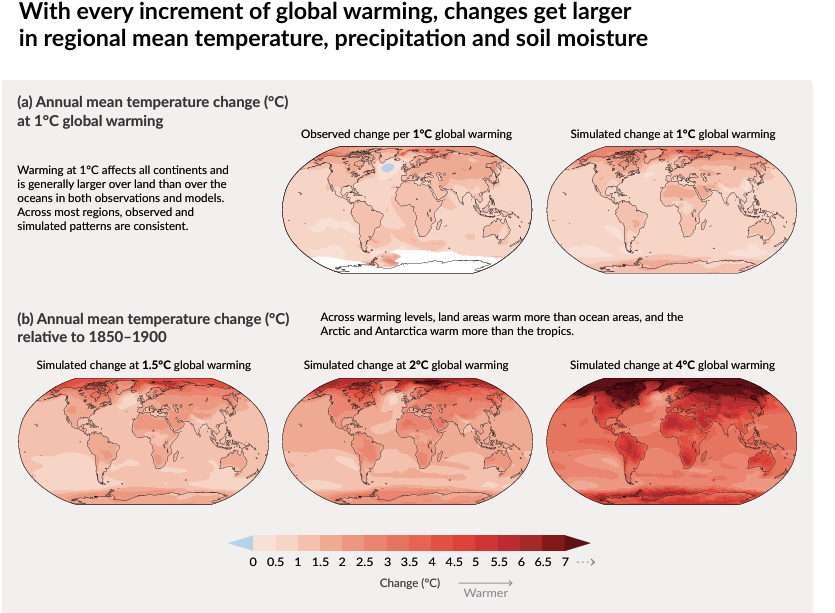 With every increment of global warming, changes get larger
in regional mean temperature, precipitation and soil moisture
(a) Annual mean temperature change (°C)
at 1°C global warming
Warming at 1°C affects all continents and
is generally larger over land than over the
oceans in both observations and models.
Across most regions, observed and
simulated patterns are consistent.
Observed change per 1°C global warming
Simulated change at 1°C global warming
(b) Annual mean temperature change (°C)
relative to 1850–1900
Across warming levels, land areas warm more than ocean areas, and the
Arctic and Antarctica warm more than the tropics.
Simulated change at 1.5°C global warming
Simulated change at 2°C global warming
Simulated change at 4°C global warming
0 0.5 1 1.5 2 2.5 3 3.5 4 4.5 5 5.5 6 6.5 7
Change (°C)
Warmer